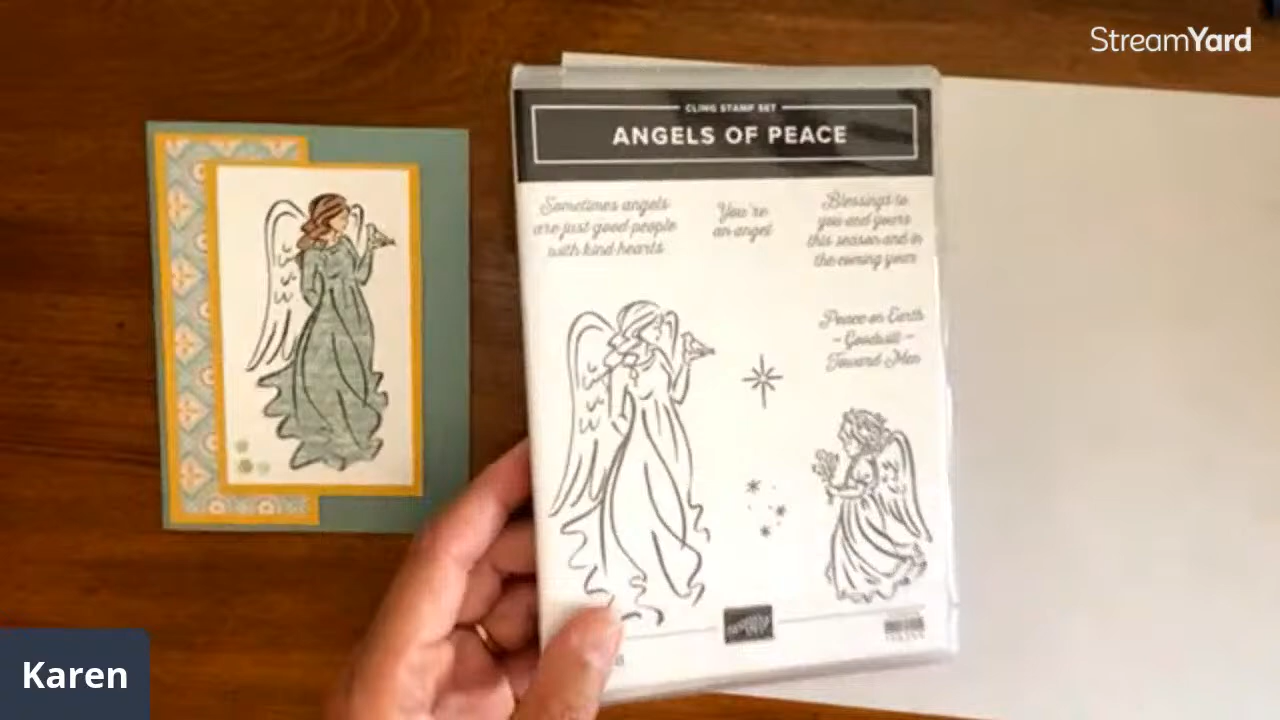 StreamYard
CLING STAMP SET
ANGELS OF PEACE
Sometimes angels
are just good people
with kind hearts
You're
an angel
Blessings to
you and yours
this season and in
the coming year
Peace on Earth
- Goodwill -
Toward Men
Karen